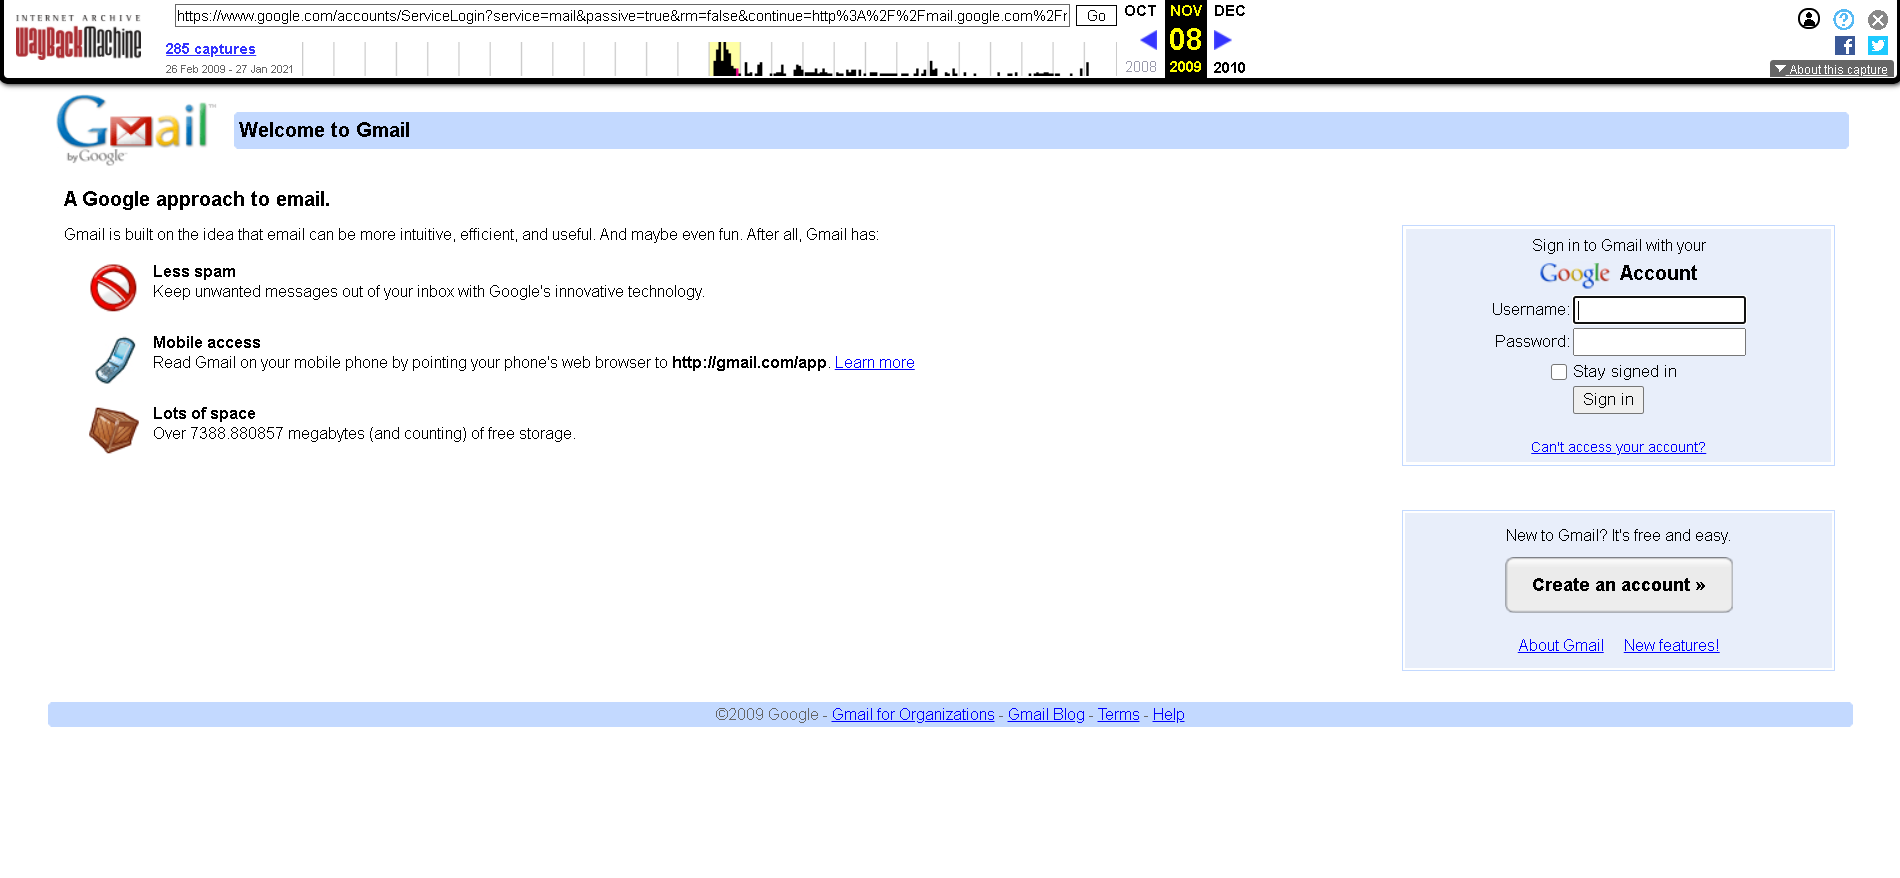 INTERNET ARCHIVE
WayBackMachine
https://www.google.com/accounts/ServiceLogin?service=mail&passive=true&rm=false&continue=http%3A%2F%2Fmail.google.com%2Fr
Go
285 captures
26 Feb 2009 - 27 Jan 2021
OCT NOV DEC
08
2008 2009 2010
About this capture
Gmail™
by Google
Welcome to Gmail
A Google approach to email.
Gmail is built on the idea that email can be more intuitive, efficient, and useful. And maybe even fun. After all, Gmail has:
Less spam
Keep unwanted messages out of your inbox with Google's innovative technology.
Mobile access
Read Gmail on your mobile phone by pointing your phone's web browser to http://gmail.com/app. Learn more
Lots of space
Over 7388.880857 megabytes (and counting) of free storage.
Sign in to Gmail with your
Google Account
Username:
Password:
Stay signed in
Sign in
Can't access your account?
New to Gmail? It's free and easy.
Create an account »
About Gmail New features!
©2009 Google - Gmail for Organizations - Gmail Blog - Terms - Help